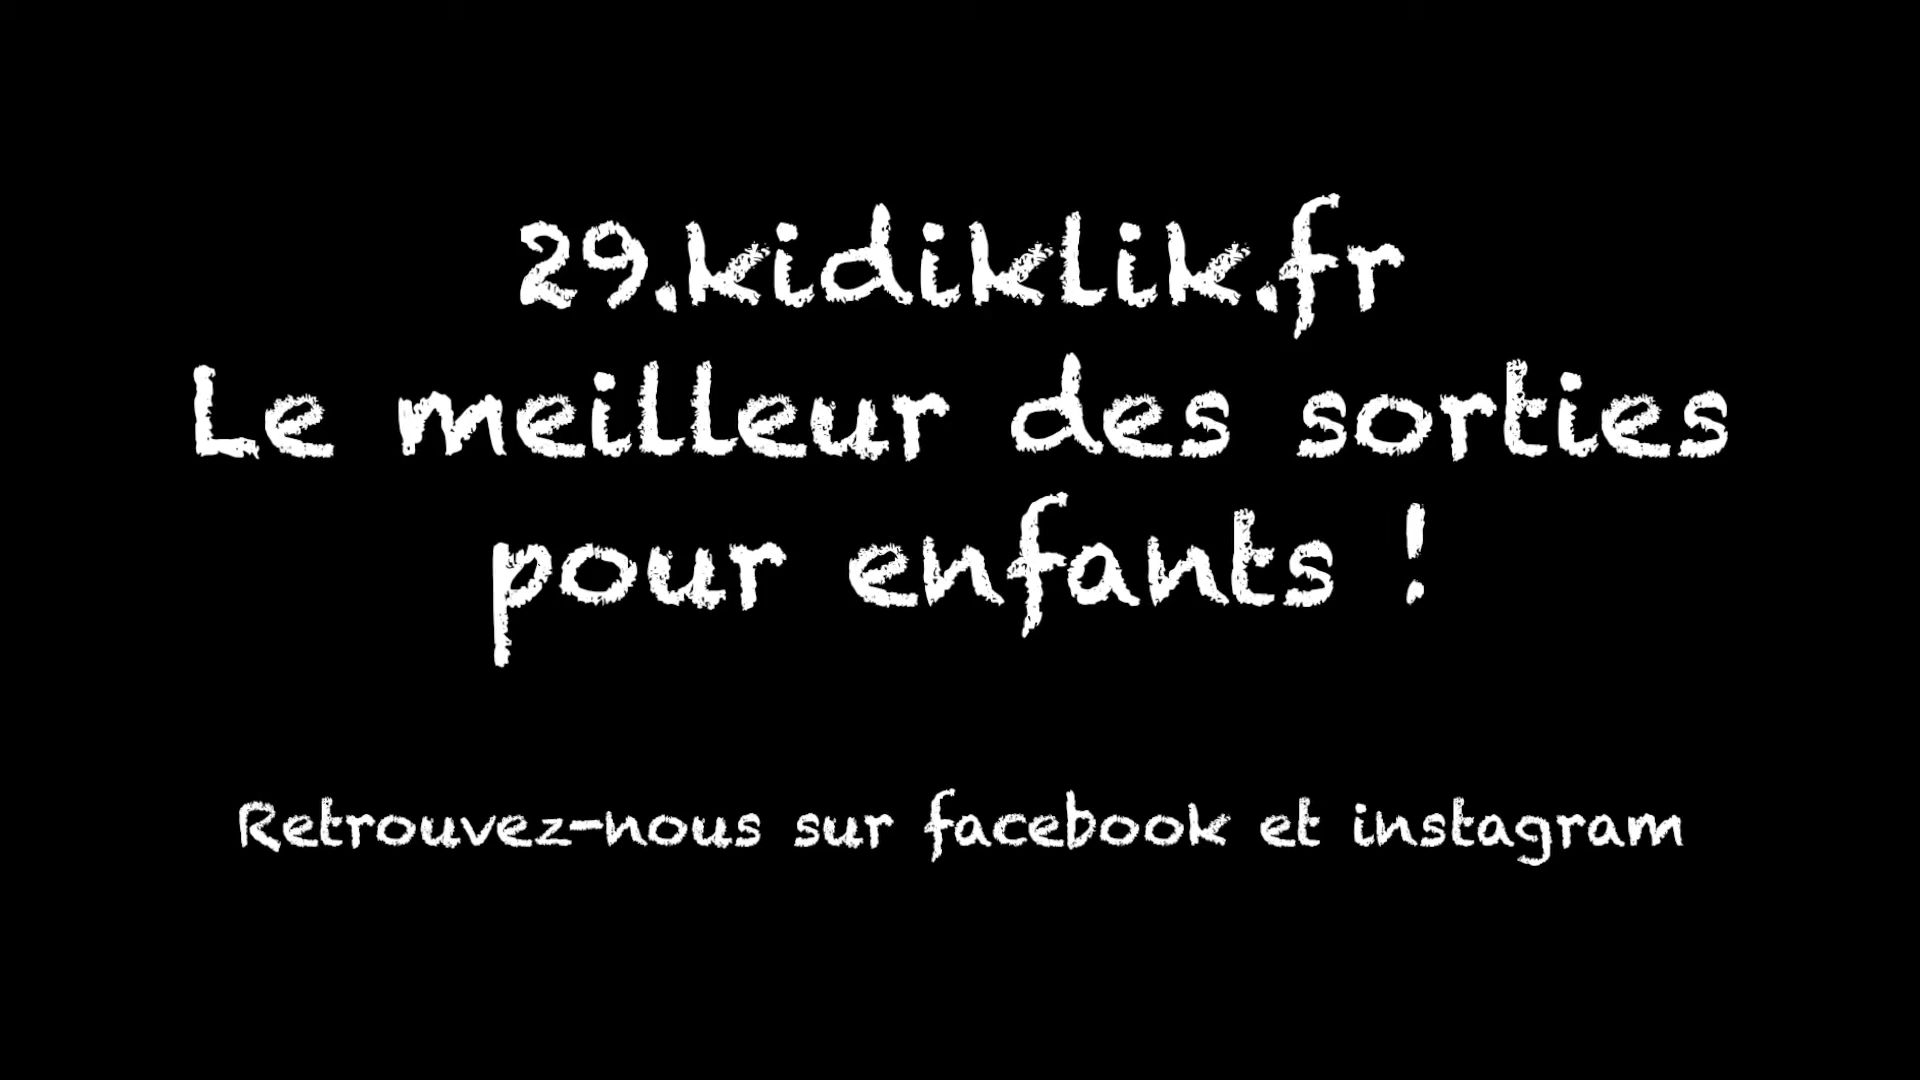 29.kidiklik.fr
Le meilleur des sorties
pour enfants !
Retrouvez-nous sur facebook et instagram